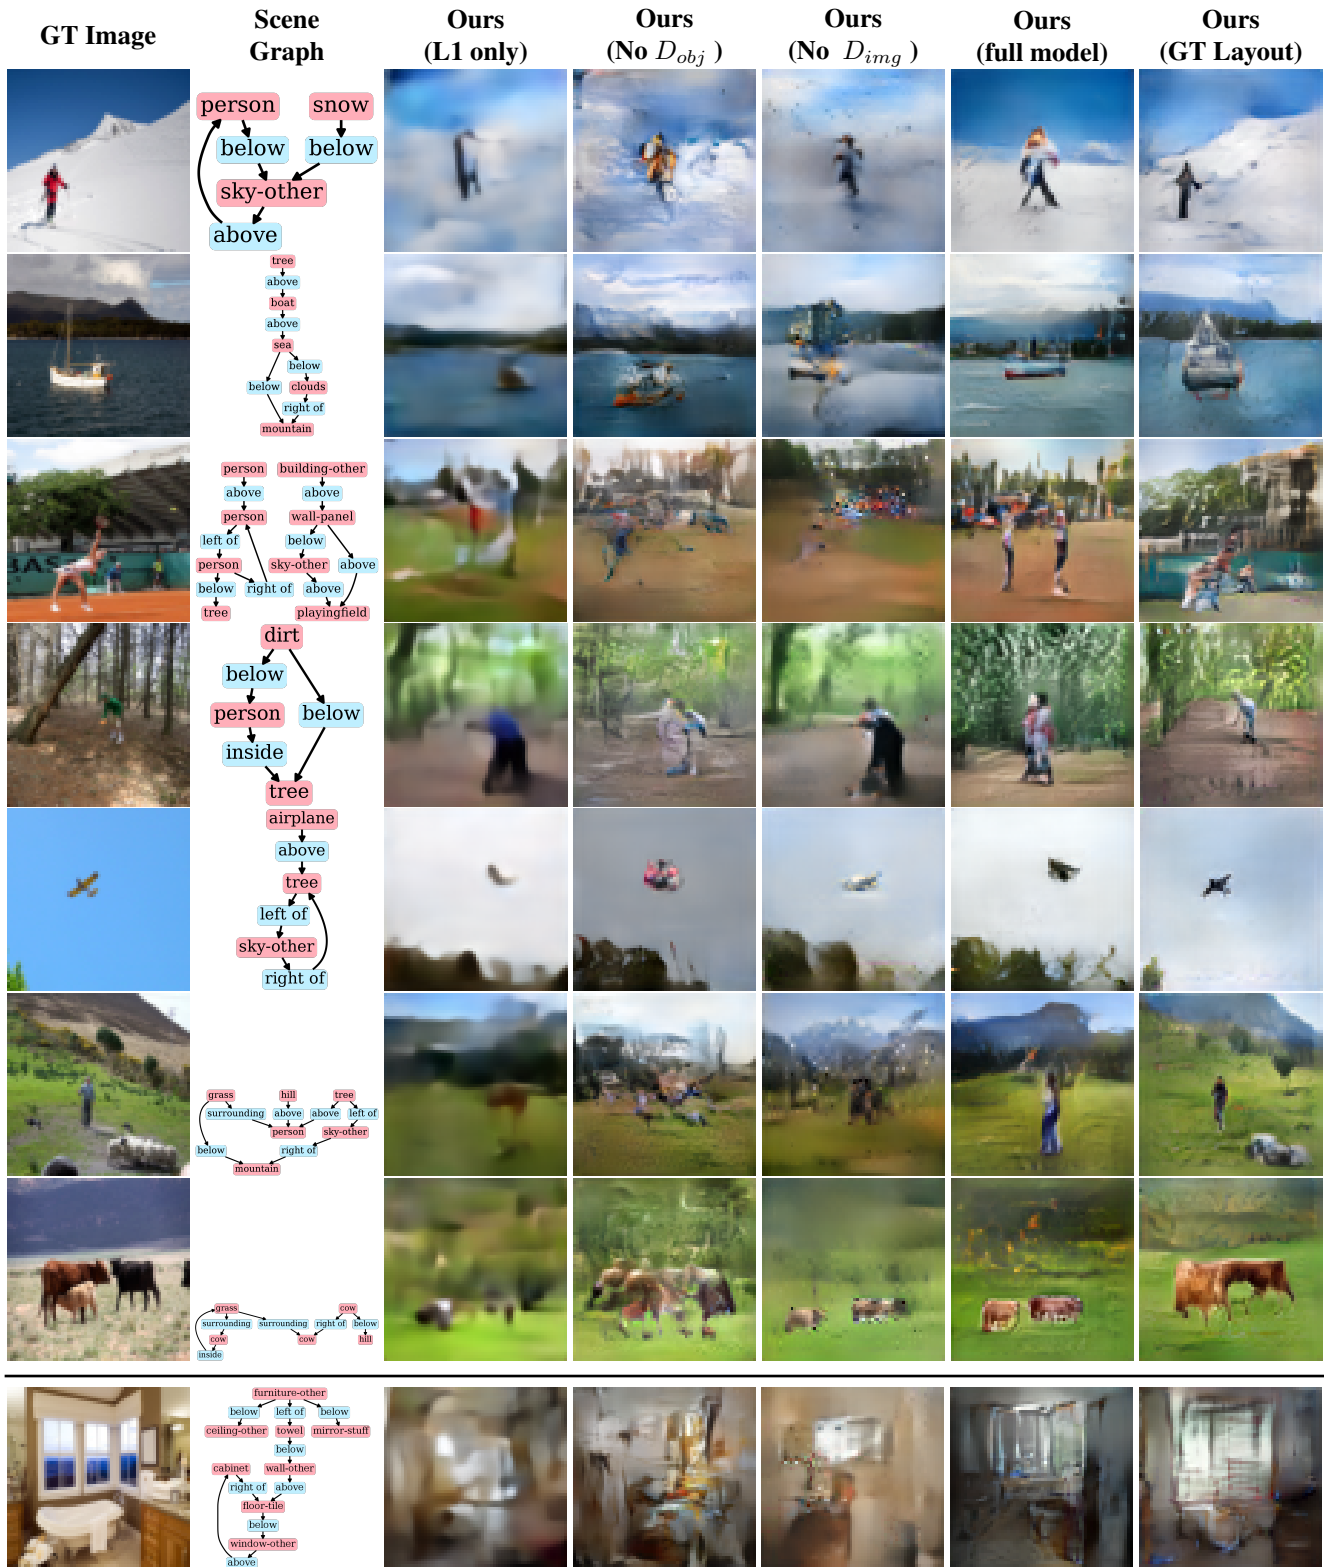 GT Image
Scene
Graph
Ours
(L1 only)
Ours
(No D_obj )
Ours
(No D_img )
Ours
(full model)
Ours
(GT Layout)
person snow
below below
sky-other
above
tree
above
boat
above
sea
below
below clouds
right of
mountain
person building-other
above above
person wall-panel
left of below
person sky-other above
below right of above
tree playingfield
BAS
dirt
below
person below
inside
tree
airplane
above
tree
left of
sky-other
right of
grass hill tree
surrounding above above left of
person sky-other
below right of
mountain
grass cow
surrounding surrounding right of below
cow cow hill
inside
furniture-other
below left of below
ceiling-other towel mirror-stuff
below
cabinet wall-other
right of above
floor-tile
below
window-other
above